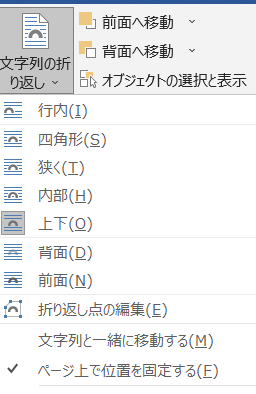 文字列の折
り返し
前面へ移動
背面へ移動
オブジェクトの選択と表示
行内(I)
四角形(S)
狭く(T)
内部(H)
上下(O)
背面(D)
前面(N)
折り返し点の編集(E)
文字列と一緒に移動する(M)
ページ上で位置を固定する(F)